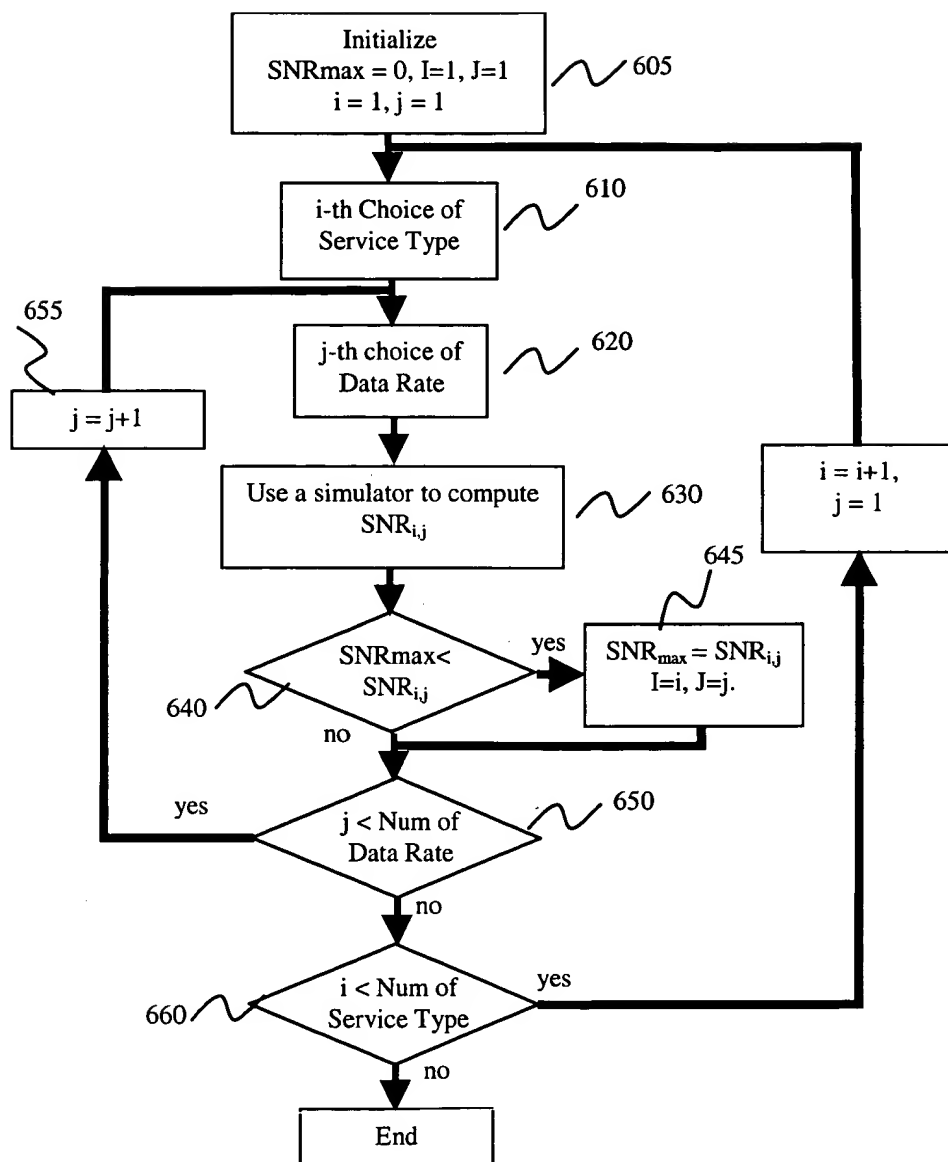 Initialize
SNRmax = 0, I=1, J=1
i = 1, j = 1
605
i-th Choice of
Service Type
610
655
j-th choice of
Data Rate
620
j = j+1
Use a simulator to compute
SNRi,j
630
i = i+1,
j = 1
645
SNRmax<
SNRi,j
yes
SNRmax = SNRi,j
I=i, J=j.
640
no
yes
j < Num of
Data Rate
650
no
i < Num of
Service Type
yes
660
no
End